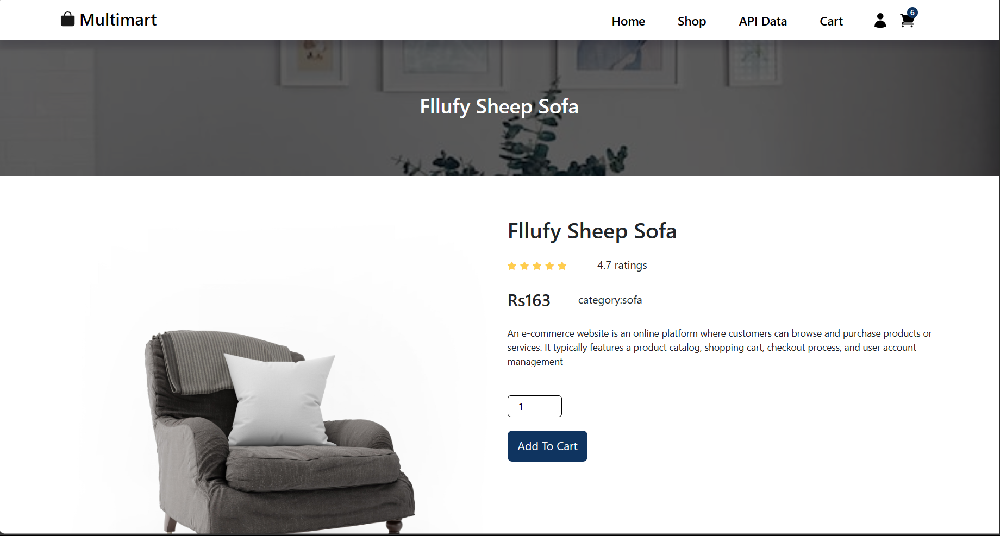 Multimart
Home
Shop
API Data
Cart
6
Fllufy Sheep Sofa
Fllufy Sheep Sofa
4.7 ratings
Rs163
category:sofa
An e-commerce website is an online platform where customers can browse and purchase products or
services. It typically features a product catalog, shopping cart, checkout process, and user account
management
1
Add To Cart